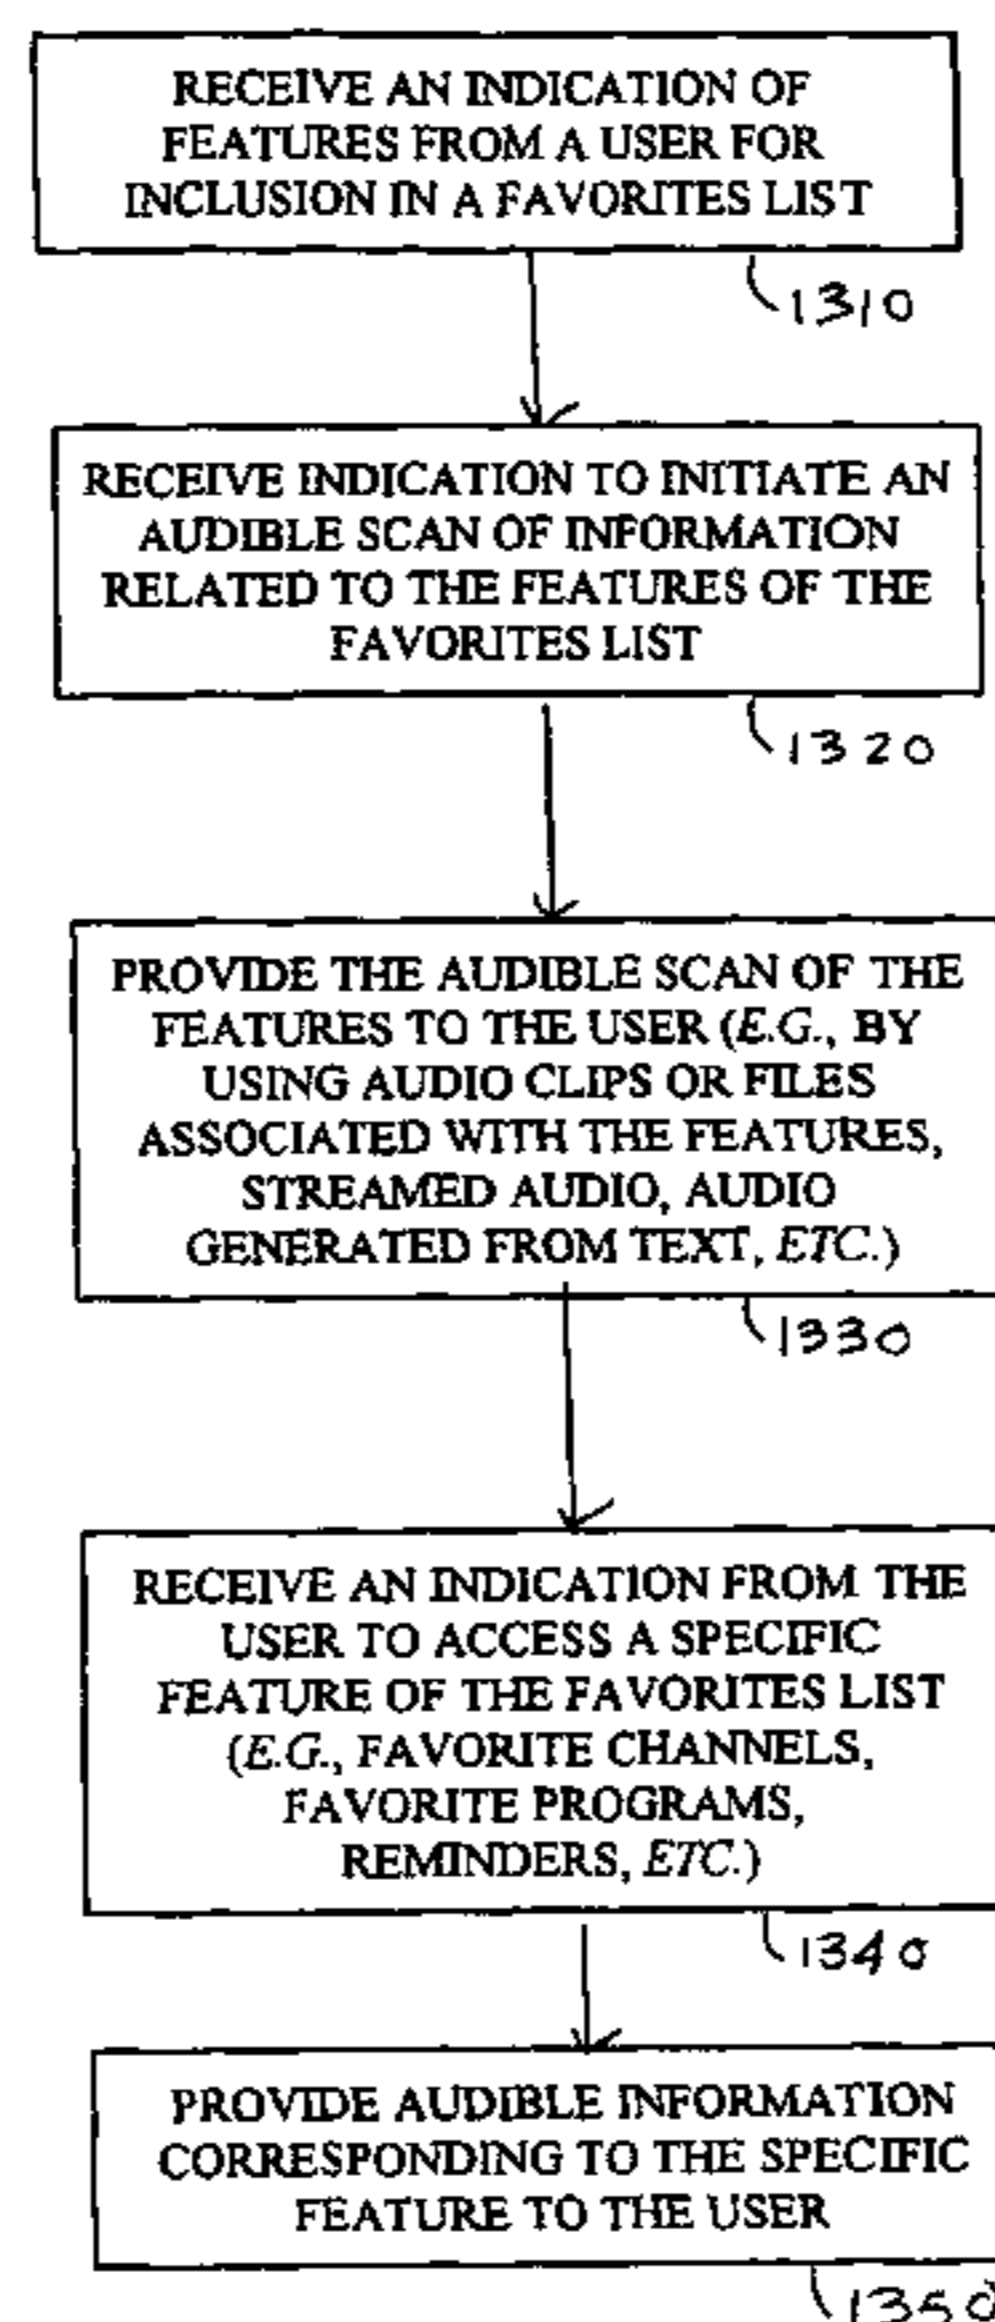 RECEIVE AN INDICATION OF
FEATURES FROM A USER FOR
INCLUSION IN A FAVORITES LIST
1310
RECEIVE INDICATION TO INITIATE AN
AUDIBLE SCAN OF INFORMATION
RELATED TO THE FEATURES OF THE
FAVORITES LIST
1320
PROVIDE THE AUDIBLE SCAN OF THE
FEATURES TO THE USER (E.G., BY
USING AUDIO CLIPS OR FILES
ASSOCIATED WITH THE FEATURES,
STREAMED AUDIO, AUDIO
GENERATED FROM TEXT, ETC.)
1330
RECEIVE AN INDICATION FROM THE
USER TO ACCESS A SPECIFIC
FEATURE OF THE FAVORITES LIST
(E.G., FAVORITE CHANNELS,
FAVORITE PROGRAMS,
REMINDERS, ETC.)
1340
PROVIDE AUDIBLE INFORMATION
CORRESPONDING TO THE SPECIFIC
FEATURE TO THE USER
1350